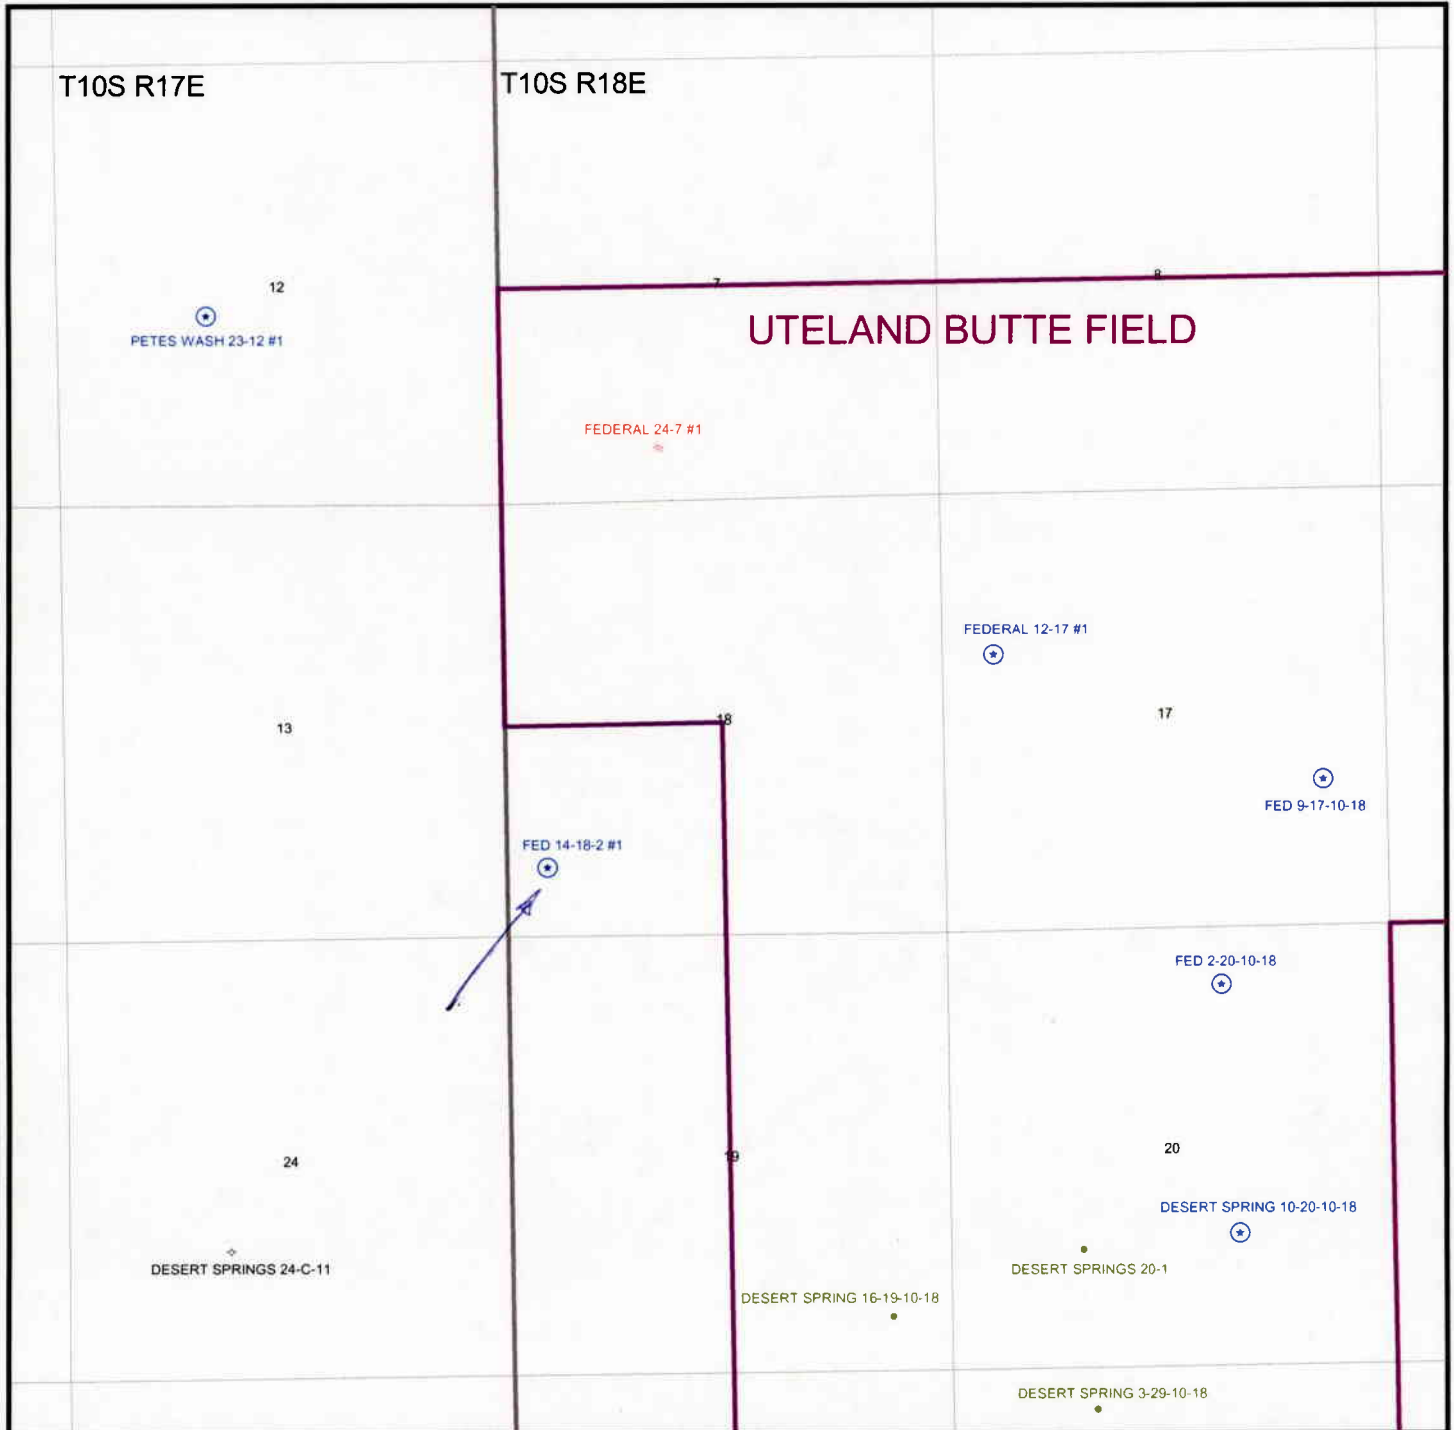 T10S R17E
T10S R18E
12
7
8
PETES WASH 23-12 #1
UTELAND BUTTE FIELD
FEDERAL 24-7 #1
FEDERAL 12-17 #1
13
18
17
FED 9-17-10-18
FED 14-18-2 #1
FED 2-20-10-18
24
19
20
DESERT SPRING 10-20-10-18
DESERT SPRINGS 24-C-11
DESERT SPRINGS 20-1
DESERT SPRING 16-19-10-18
DESERT SPRING 3-29-10-18